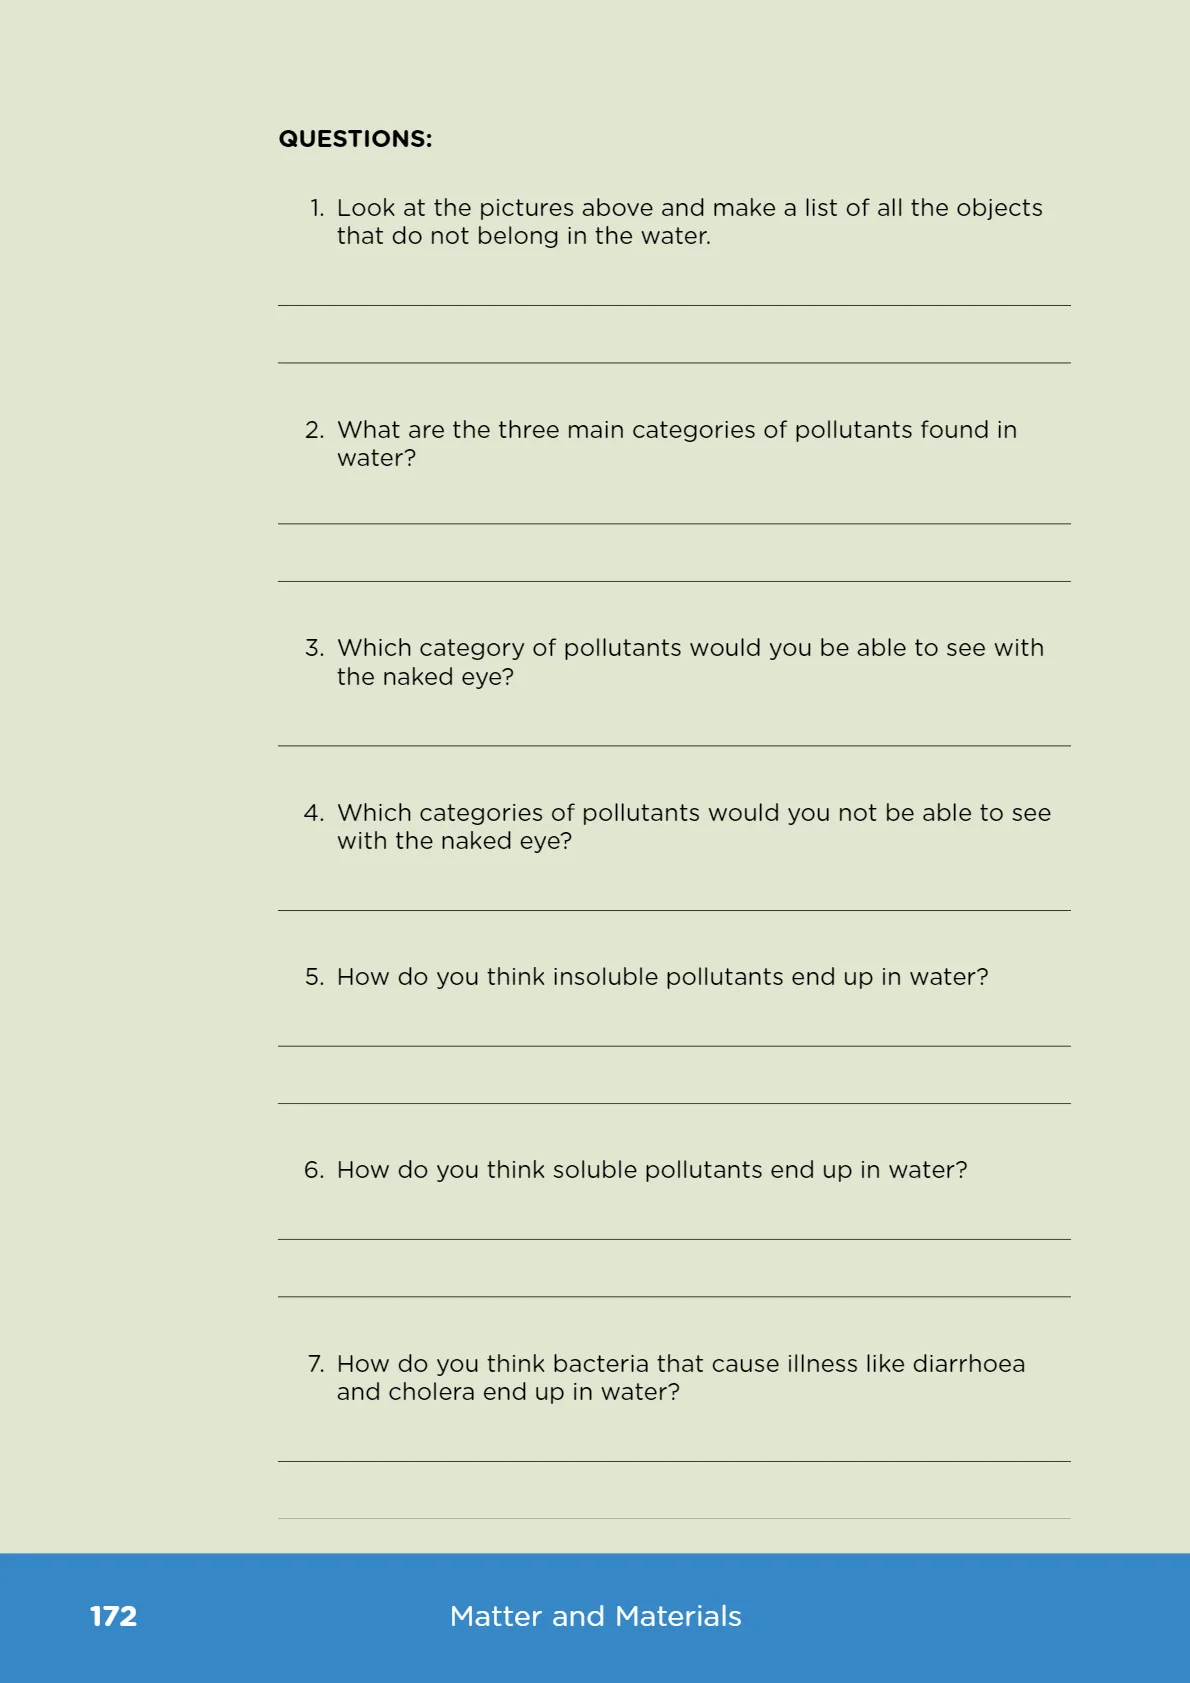 QUESTIONS:
1. Look at the pictures above and make a list of all the objects
that do not belong in the water.
2. What are the three main categories of pollutants found in
water?
3. Which category of pollutants would you be able to see with
the naked eye?
4. Which categories of pollutants would you not be able to see
with the naked eye?
5. How do you think insoluble pollutants end up in water?
6. How do you think soluble pollutants end up in water?
7. How do you think bacteria that cause illness like diarrhoea
and cholera end up in water?
172
Matter and Materials